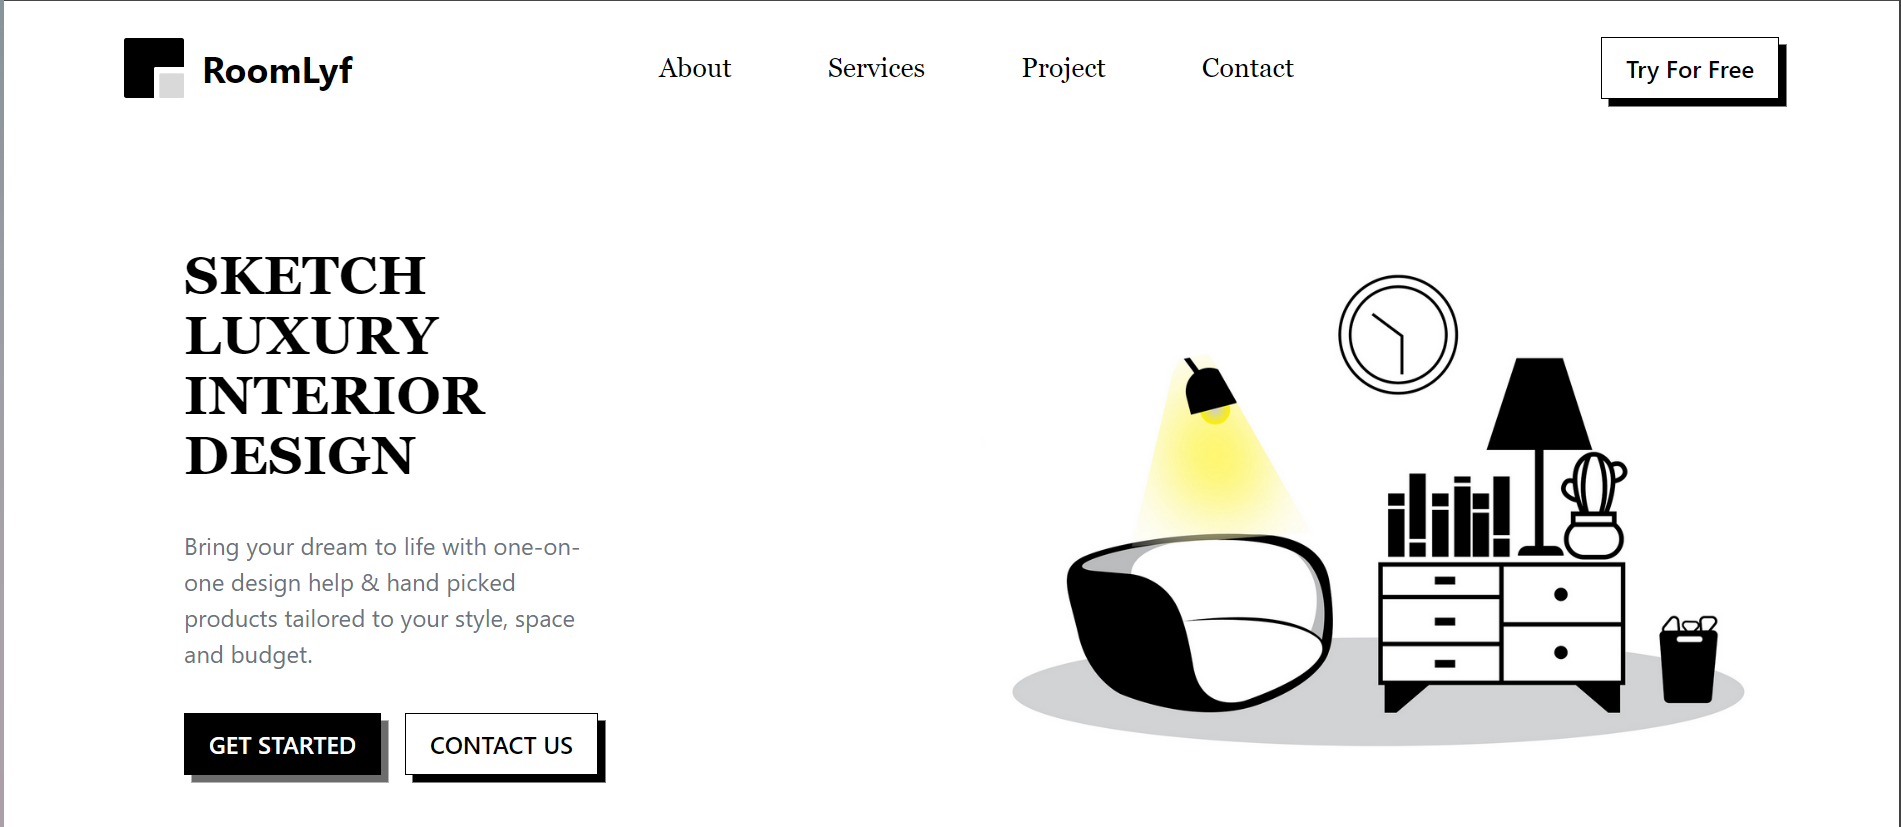 RoomLyf
About
Services
Project
Contact
Try For Free
SKETCH
LUXURY
INTERIOR
DESIGN
Bring your dream to life with one-on-
one design help & hand picked
products tailored to your style, space
and budget.
GET STARTED
CONTACT US